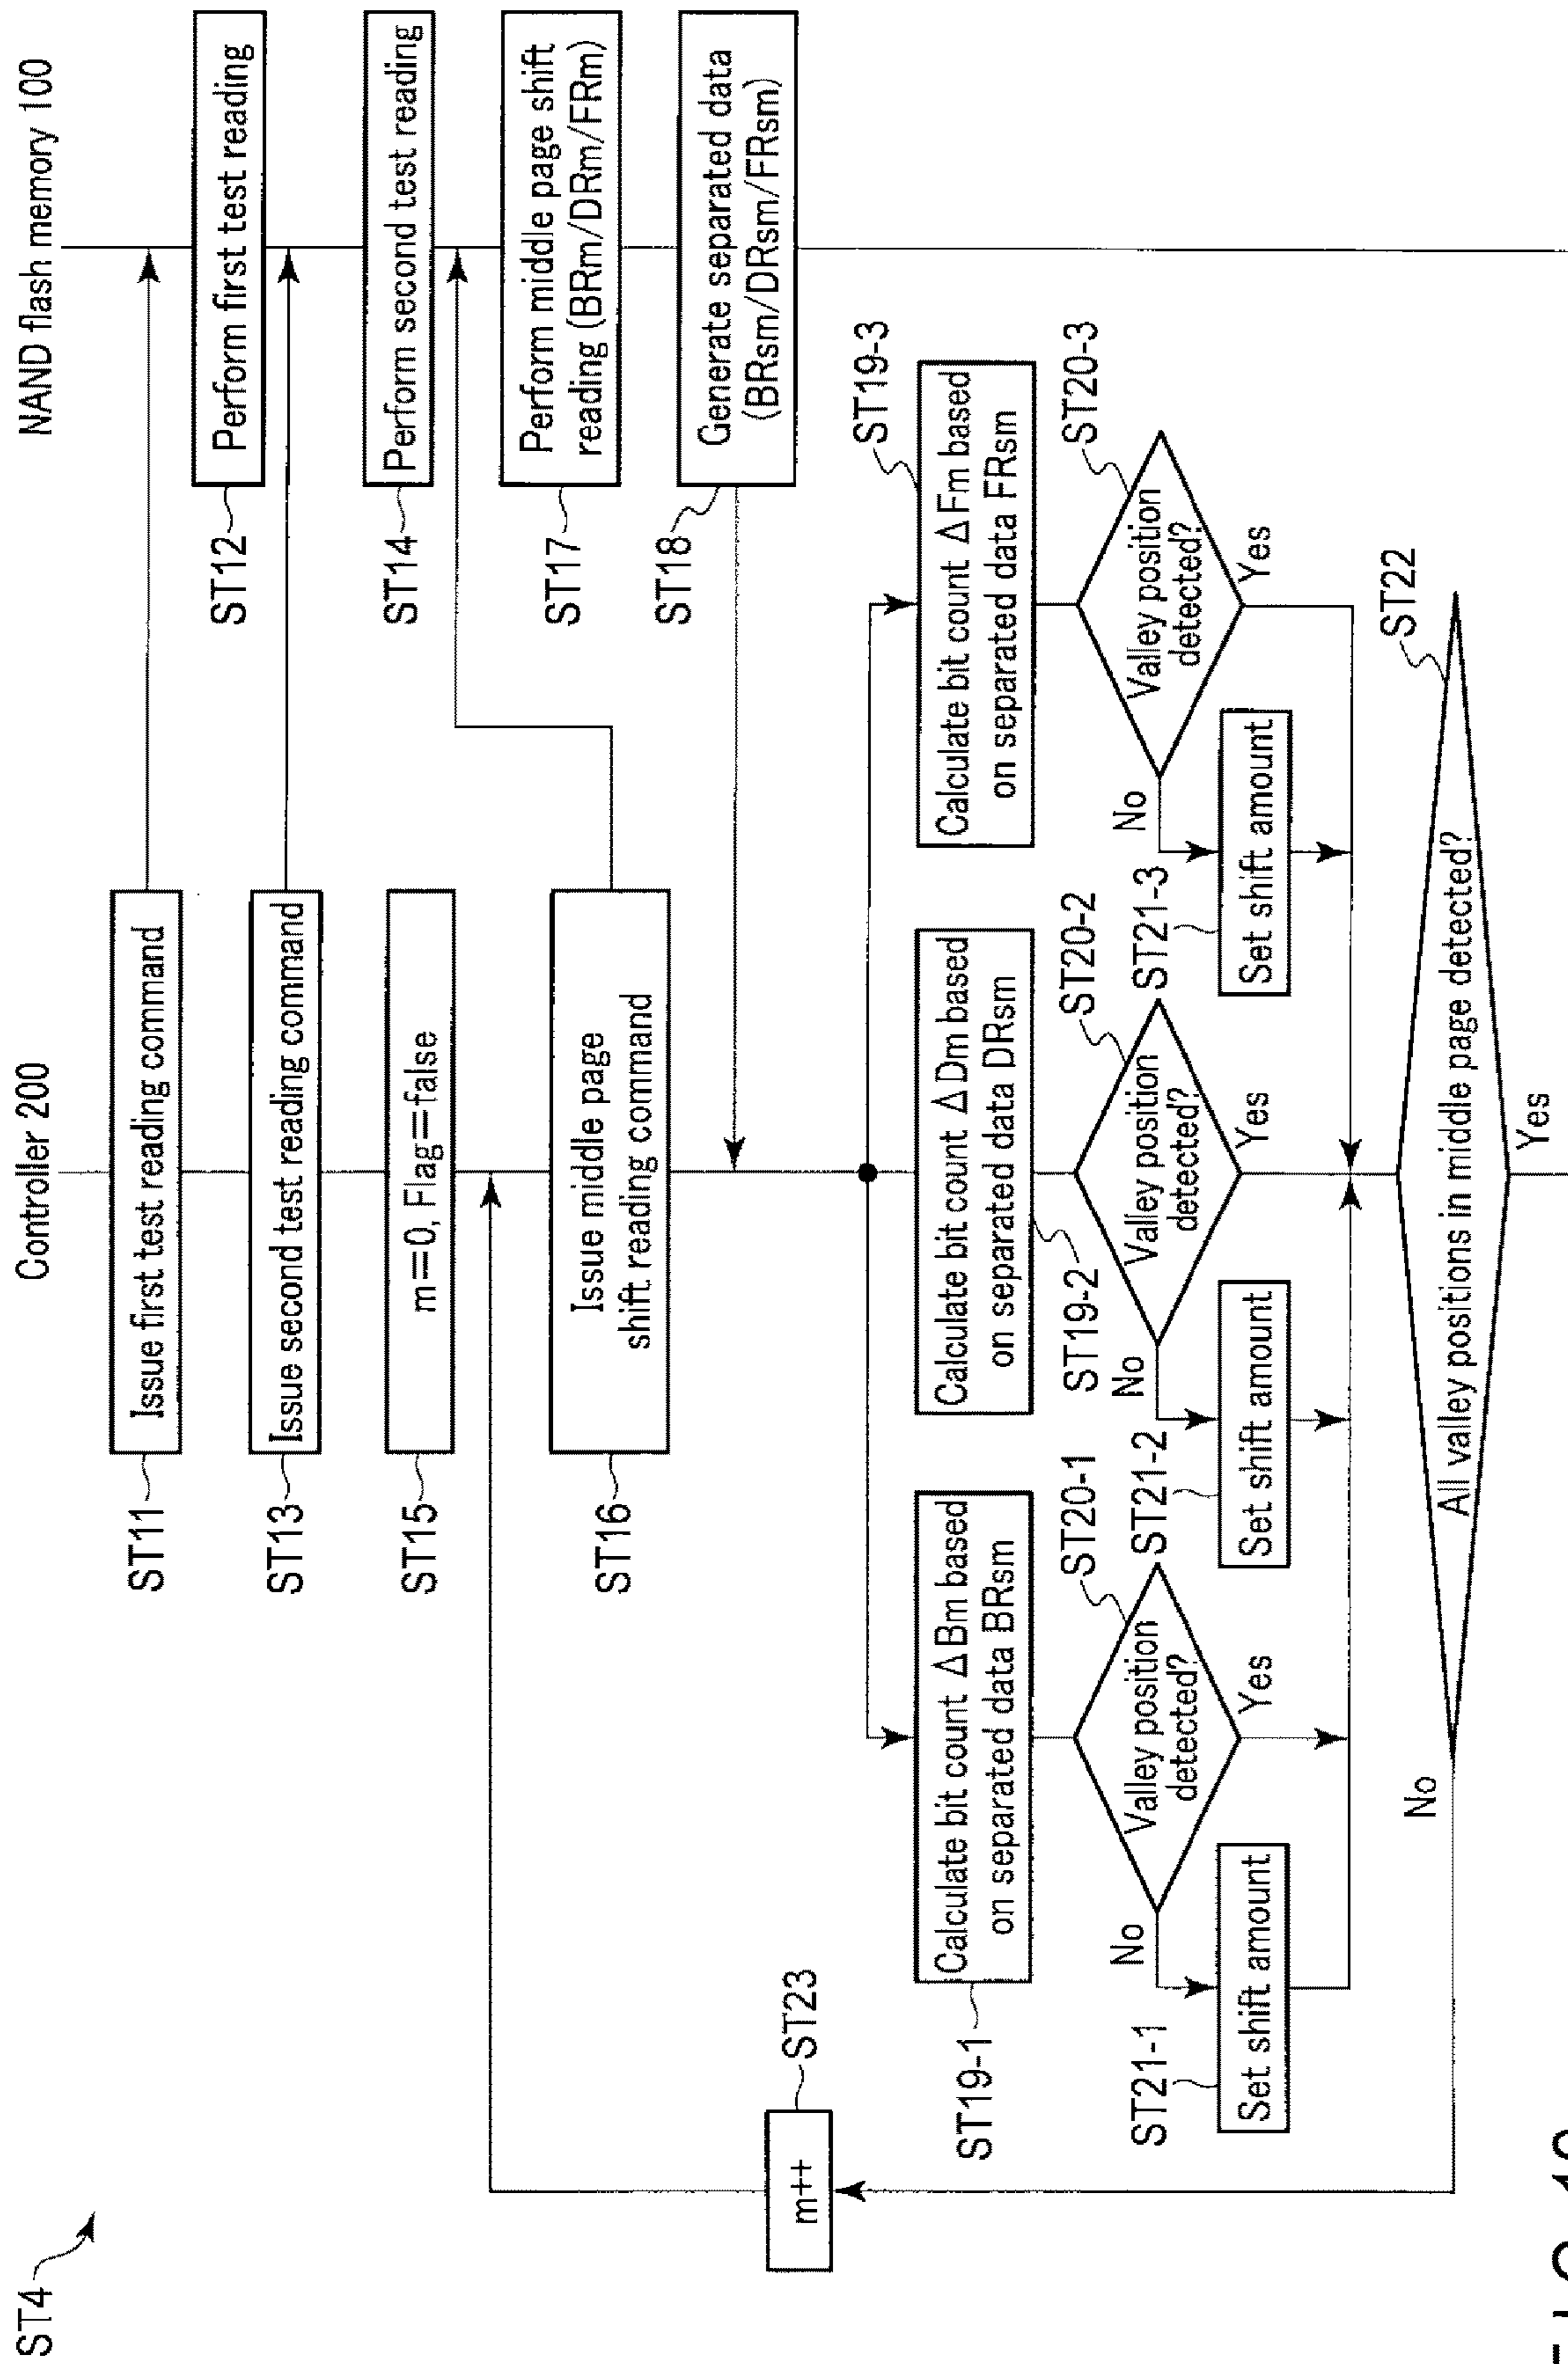 ST4
Controller 200
NAND flash memory 100
ST11
Issue first test reading command
ST12
Perform first test reading
ST13
Issue second test reading command
ST14
Perform second test reading
ST15
m=0, Flag=false
ST16
Issue middle page
shift reading command
ST17
Perform middle page shift
reading (BRm/DRm/FRm)
ST18
Generate separated data
(BRsm/DRsm/FRsm)
ST23
m++
ST19-1
Calculate bit count ΔBm based
on separated data BRsm
ST19-2
Calculate bit count ΔDm based
on separated data DRsm
ST19-3
Calculate bit count ΔFm based
on separated data FRsm
ST20-1
Valley position
detected?
No
Yes
ST20-2
Valley position
detected?
No
Yes
ST20-3
Valley position
detected?
No
Yes
ST21-1
Set shift amount
ST21-2
Set shift amount
ST21-3
Set shift amount
ST22
All valley positions in middle page detected?
No
Yes